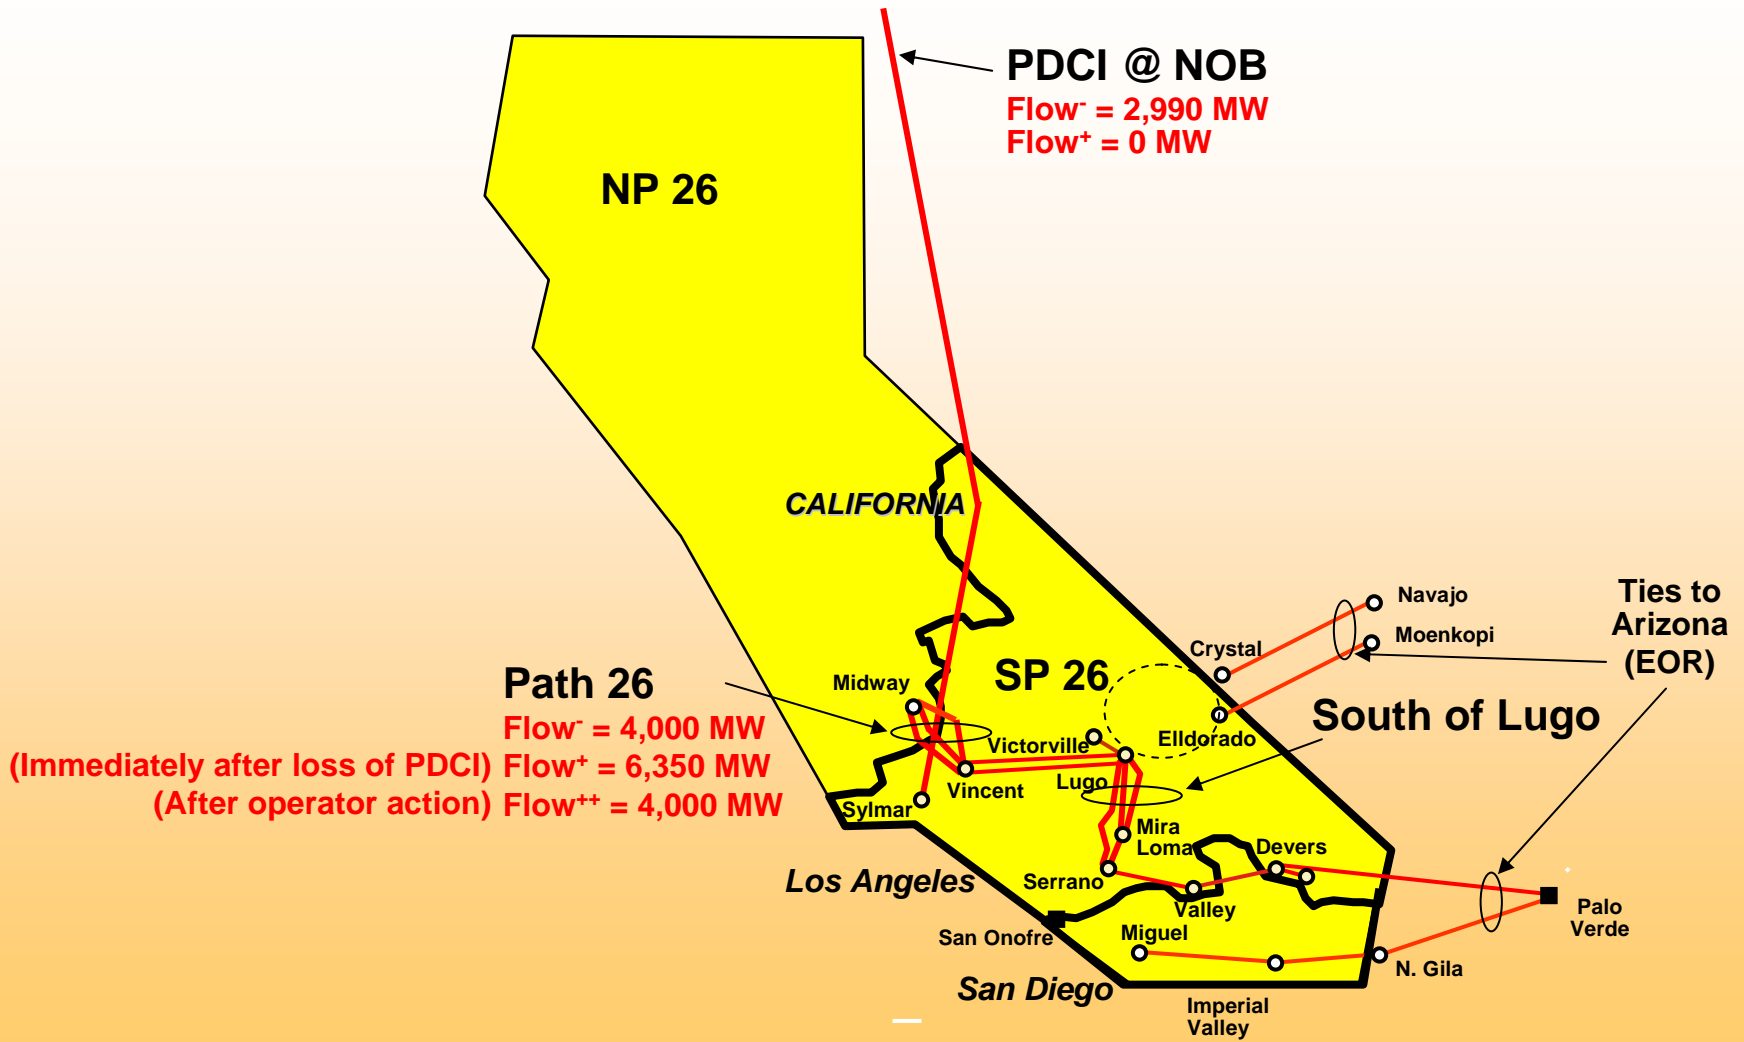 PDCI @ NOB
Flow⁻ = 2,990 MW
Flow⁺ = 0 MW
NP 26
CALIFORNIA
Navajo
Ties to
Arizona
(EOR)
Moenkopi
Crystal
SP 26
Path 26
Flow⁻ = 4,000 MW
(Immediately after loss of PDCI) Flow⁺ = 6,350 MW
(After operator action) Flow⁺⁺ = 4,000 MW
Midway
South of Lugo
Victorville
Elldorado
Lugo
Vincent
Sylmar
Mira
Loma
Devers
Los Angeles
Serrano
Valley
Palo
Verde
San Onofre
Miguel
N. Gila
San Diego
Imperial
Valley